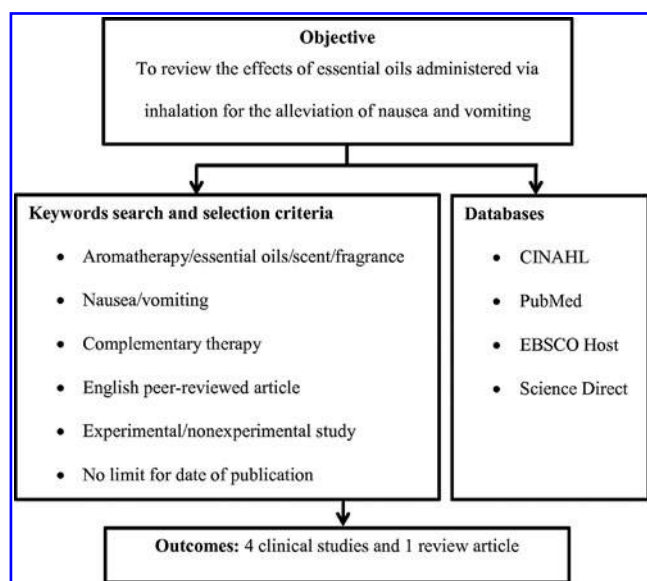 Objective
To review the effects of essential oils administered via
inhalation for the alleviation of nausea and vomiting
Keywords search and selection criteria
• Aromatherapy/essential oils/scent/fragrance
• Nausea/vomiting
• Complementary therapy
• English peer-reviewed article
• Experimental/nonexperimental study
• No limit for date of publication
Databases
• CINAHL
• PubMed
• EBSCO Host
• Science Direct
Outcomes: 4 clinical studies and 1 review article